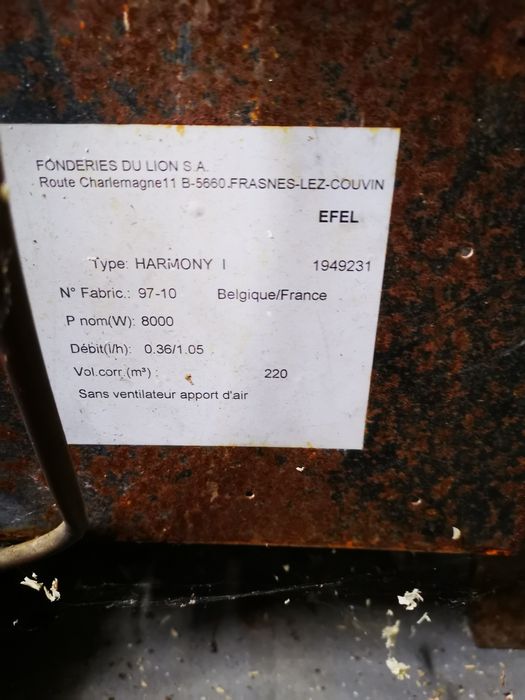 FONDERIES DU LION S.A.
Route Charlemagne11 B-5660.FRASNES-LEZ-COUVIN
EFEL
Type: HARMONY I 1949231
N° Fabric.: 97-10 Belgique/France
P nom(W): 8000
Débit(l/h): 0.36/1.05
Vol.corr.(m³) : 220
Sans ventilateur apport d'air